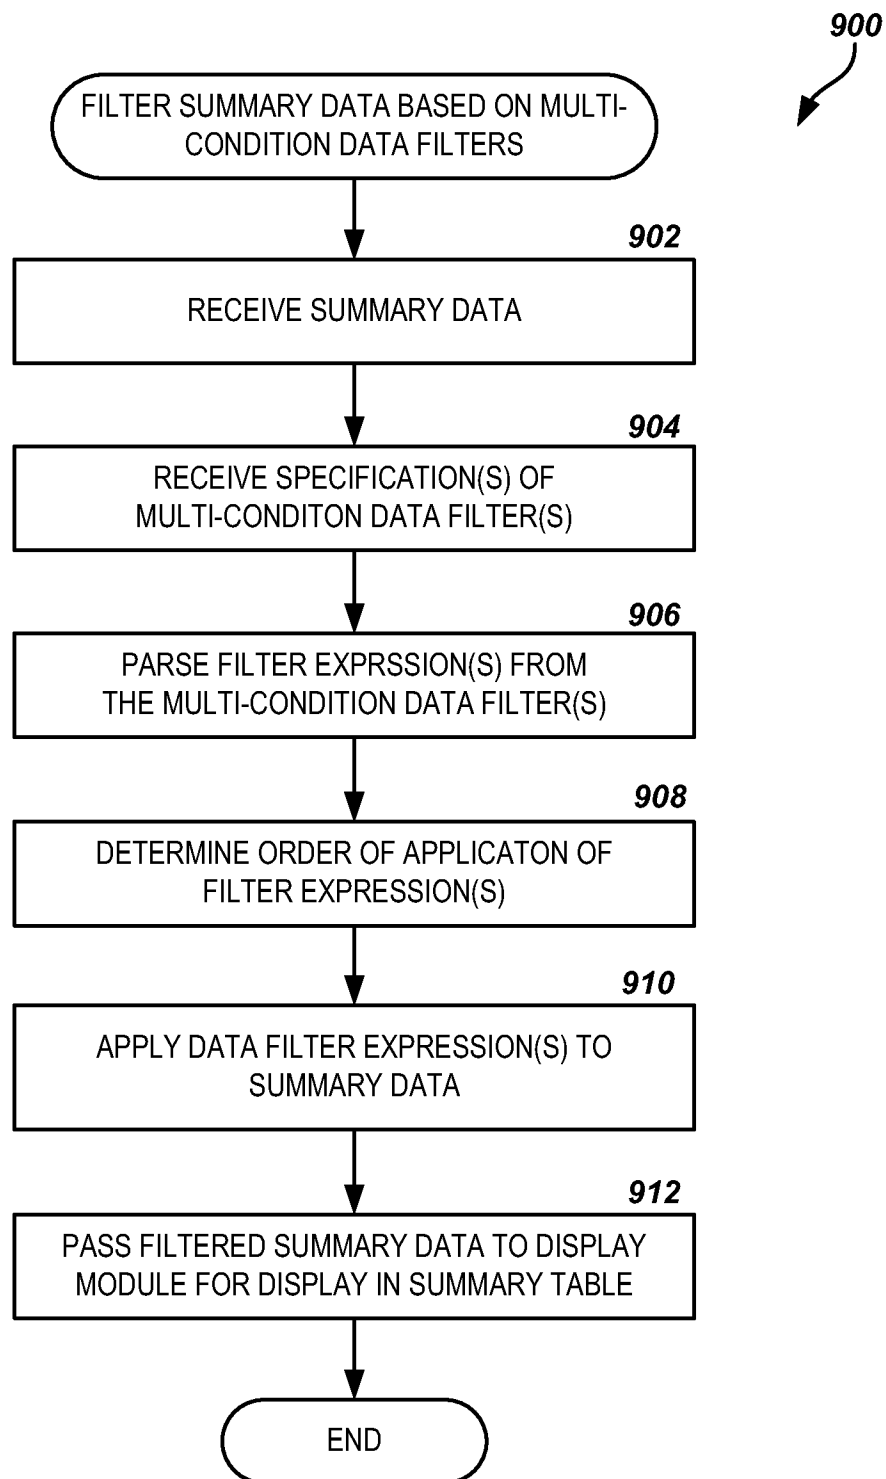 900
FILTER SUMMARY DATA BASED ON MULTI-
CONDITION DATA FILTERS
902
RECEIVE SUMMARY DATA
904
RECEIVE SPECIFICATION(S) OF
MULTI-CONDITON DATA FILTER(S)
906
PARSE FILTER EXPRSSION(S) FROM
THE MULTI-CONDITION DATA FILTER(S)
908
DETERMINE ORDER OF APPLICATON OF
FILTER EXPRESSION(S)
910
APPLY DATA FILTER EXPRESSION(S) TO
SUMMARY DATA
912
PASS FILTERED SUMMARY DATA TO DISPLAY
MODULE FOR DISPLAY IN SUMMARY TABLE
END